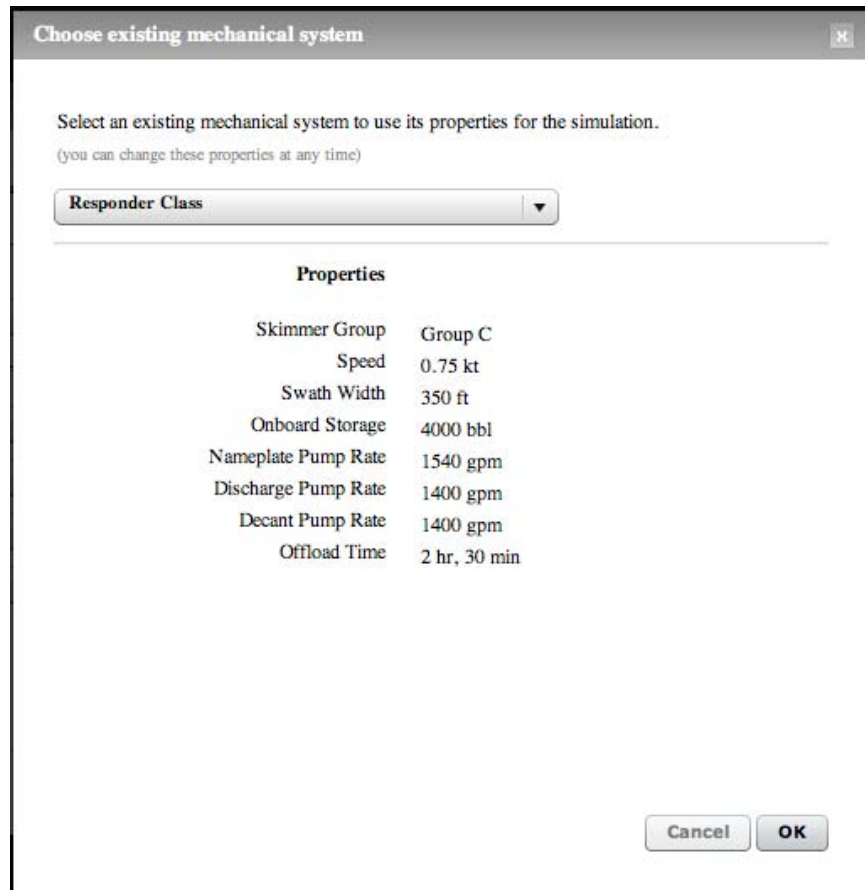 Choose existing mechanical system
Select an existing mechanical system to use its properties for the simulation.
(you can change these properties at any time)
Responder Class
Properties
Skimmer Group Group C
Speed 0.75 kt
Swath Width 350 ft
Onboard Storage 4000 bbl
Nameplate Pump Rate 1540 gpm
Discharge Pump Rate 1400 gpm
Decant Pump Rate 1400 gpm
Offload Time 2 hr, 30 min
Cancel OK